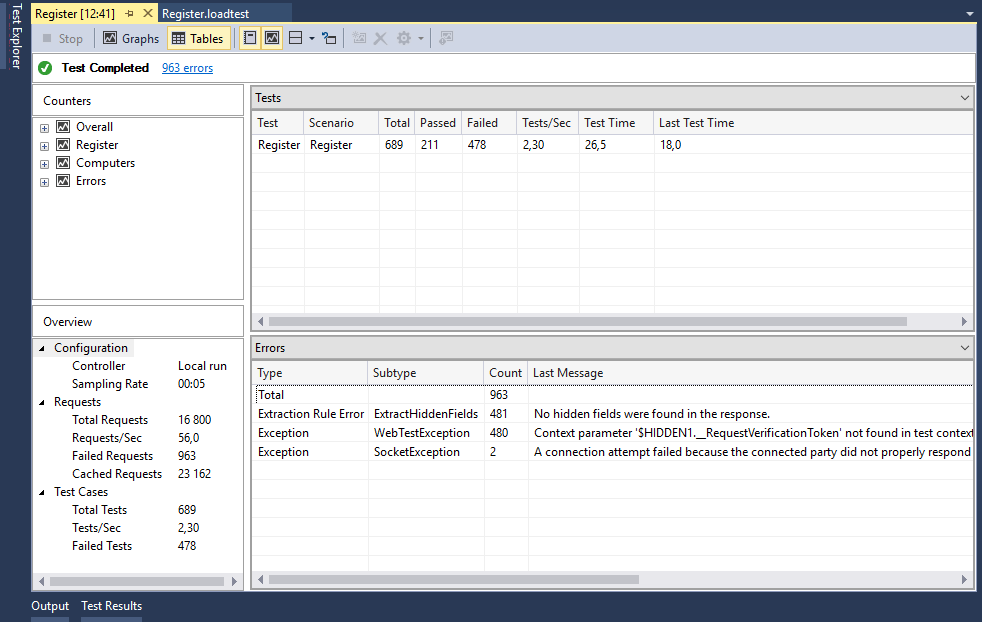 Test Explorer
Register [12:41] Register.loadtest
Stop Graphs Tables
Test Completed 963 errors
Counters
Overall
Register
Computers
Errors
Tests
Test Scenario Total Passed Failed Tests/Sec Test Time Last Test Time
Register Register 689 211 478 2,30 26,5 18,0
Overview
Configuration
Controller Local run
Sampling Rate 00:05
Requests
Total Requests 16 800
Requests/Sec 56,0
Failed Requests 963
Cached Requests 23 162
Test Cases
Total Tests 689
Tests/Sec 2,30
Failed Tests 478
Errors
Type Subtype Count Last Message
Total 963
Extraction Rule Error ExtractHiddenFields 481 No hidden fields were found in the response.
Exception WebTestException 480 Context parameter '$HIDDEN1.__RequestVerificationToken' not found in test context
Exception SocketException 2 A connection attempt failed because the connected party did not properly respond
Output Test Results